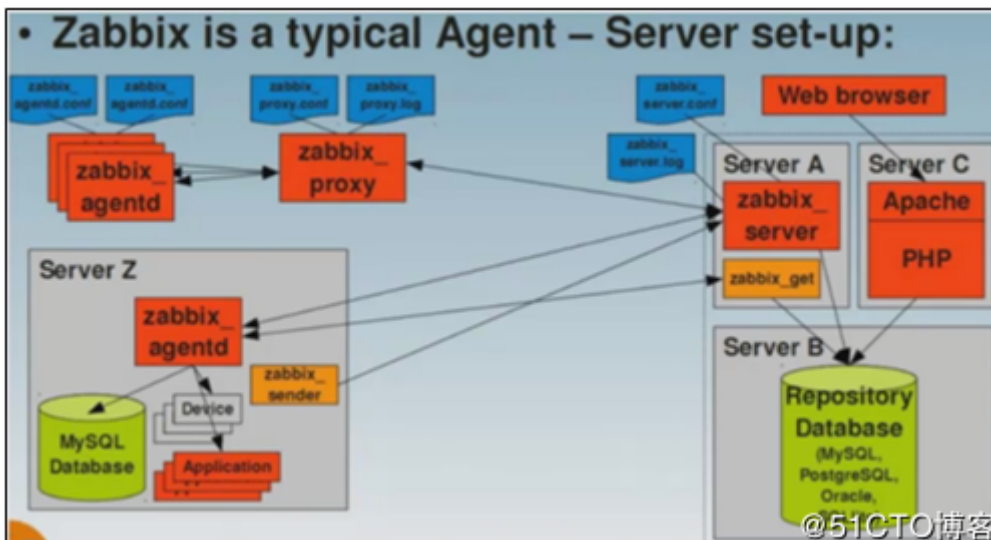 • Zabbix is a typical Agent – Server set-up:
zabbix_
agentd.conf
zabbix_
agentd.conf
zabbix_
proxy.conf
zabbix_
proxy.log
zabbix_
server.conf
Web browser
zabbix_
server.log
zabbix_
agentd
zabbix_
proxy
Server A
zabbix_
server
zabbix_get
Server C
Apache
PHP
Server Z
zabbix_
agentd
zabbix_
sender
MySQL
Database
Device
Application
Server B
Repository
Database
(MySQL,
PostgreSQL,
Oracle,
@51CTO博客